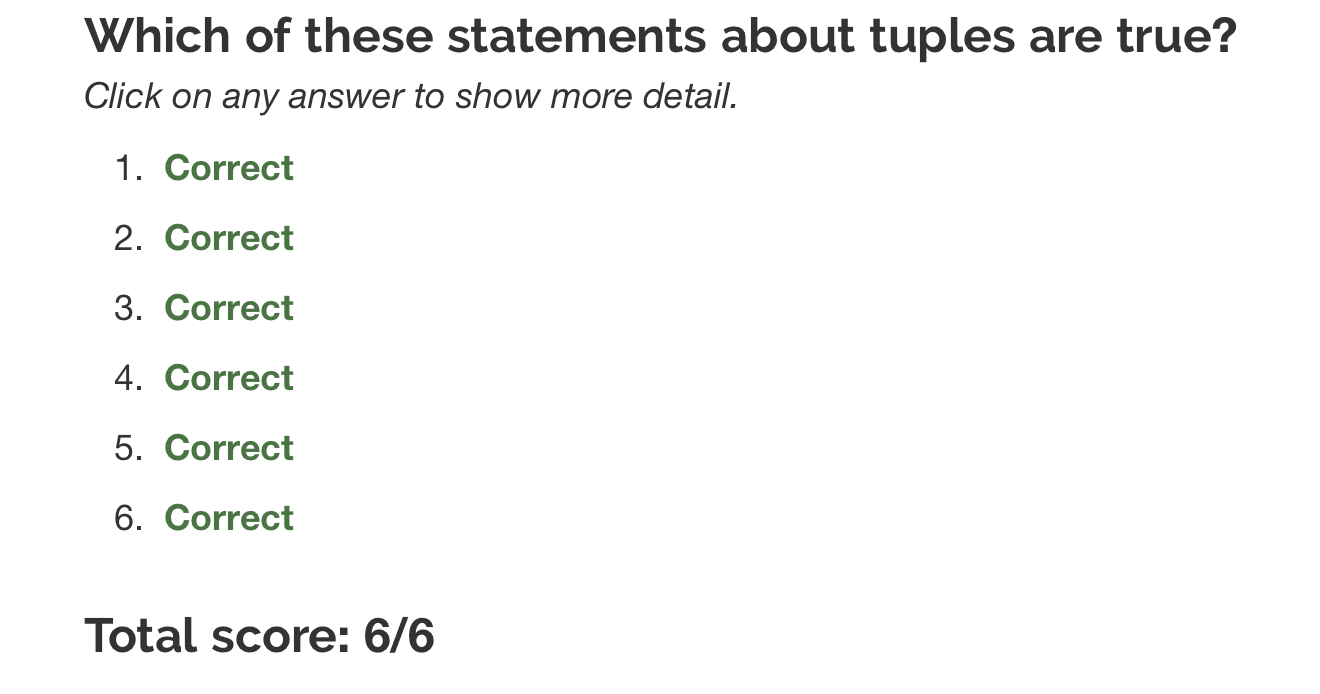 Which of these statements about tuples are true?
Click on any answer to show more detail.
1. Correct
2. Correct
3. Correct
4. Correct
5. Correct
6. Correct
Total score: 6/6